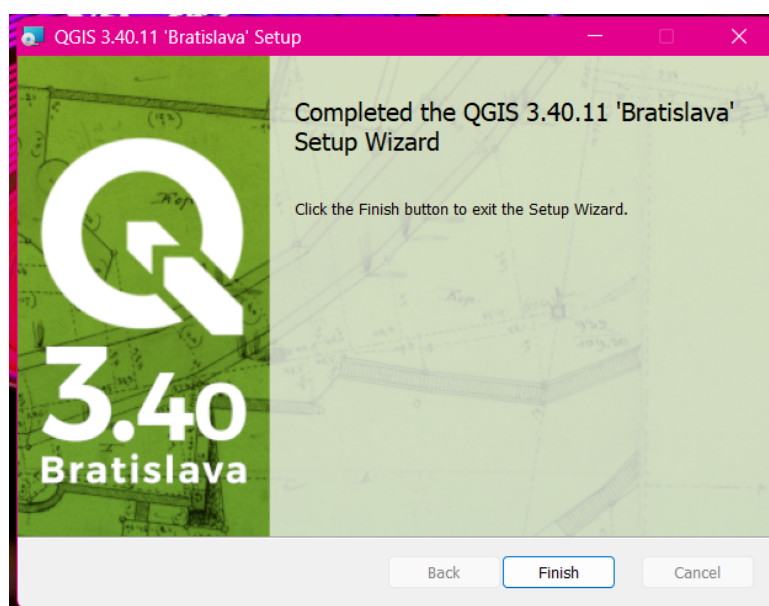 QGIS 3.40.11 'Bratislava' Setup
Completed the QGIS 3.40.11 'Bratislava'
Setup Wizard
Click the Finish button to exit the Setup Wizard.
3.40
Bratislava
Back
Finish
Cancel